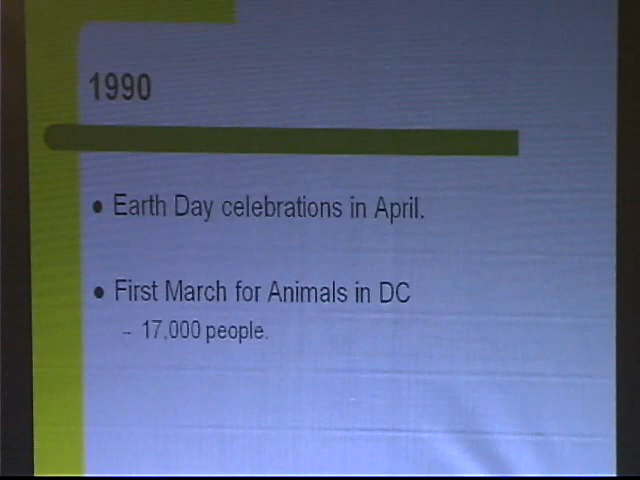 1990
• Earth Day celebrations in April.
• First March for Animals in DC
– 17,000 people.